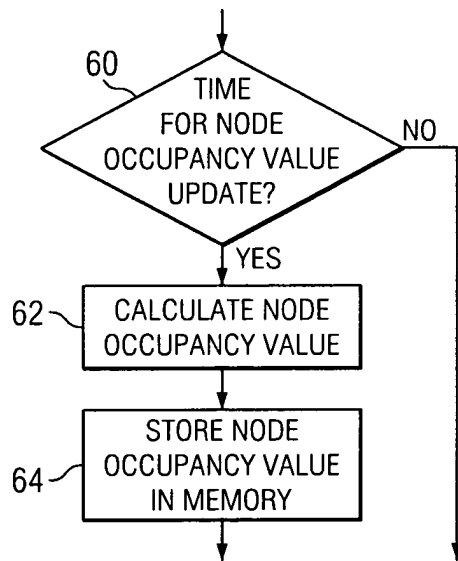 60
TIME
FOR NODE
OCCUPANCY VALUE
UPDATE?
NO
YES
62
CALCULATE NODE
OCCUPANCY VALUE
64
STORE NODE
OCCUPANCY VALUE
IN MEMORY